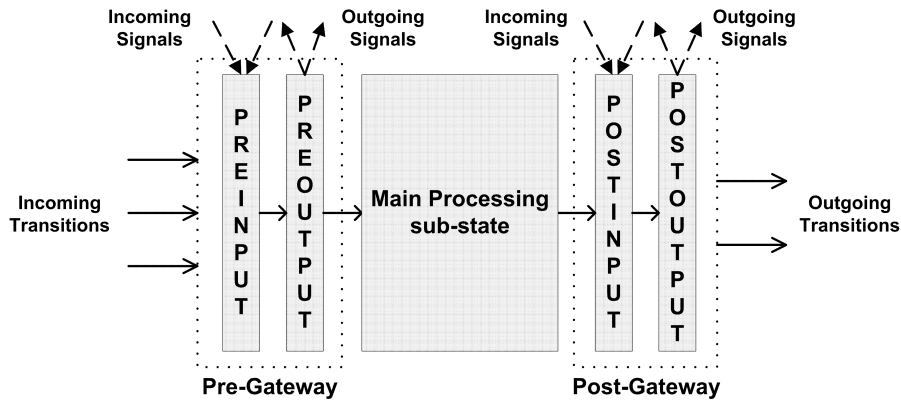 Incoming
Signals
Outgoing
Signals
Incoming
Signals
Outgoing
Signals
Incoming
Transitions
PREINPUT
PREOUTPUT
Main Processing
sub-state
POSTINPUT
POSTOUTPUT
Outgoing
Transitions
Pre-Gateway
Post-Gateway